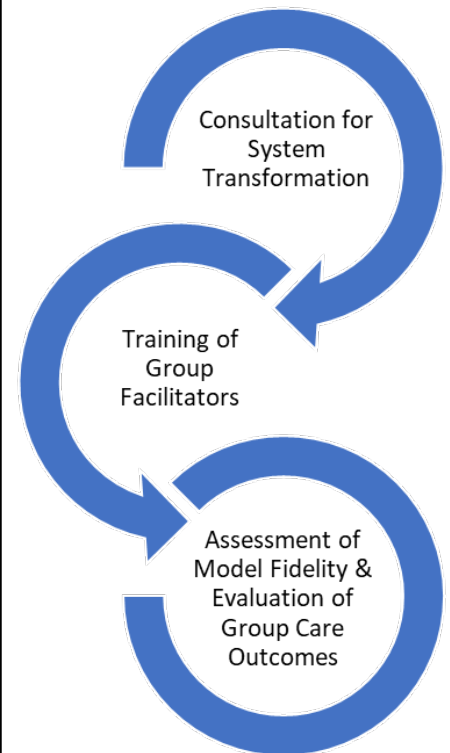 Consultation for
System
Transformation
Training of
Group
Facilitators
Assessment of
Model Fidelity &
Evaluation of
Group Care
Outcomes